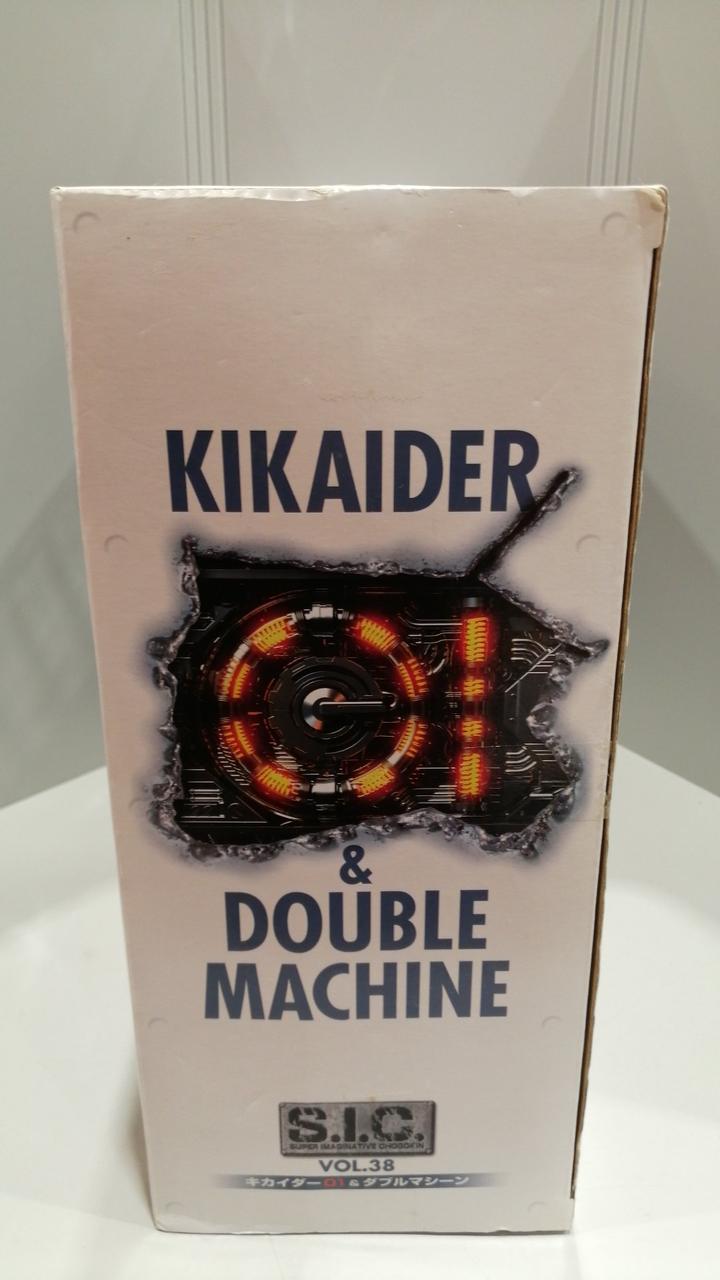 KIKAIDER
01
&
DOUBLE
MACHINE
S.I.C.
SUPER IMAGINATIVE CHOGOKIN
VOL.38
キカイダー01&ダブルマシーン